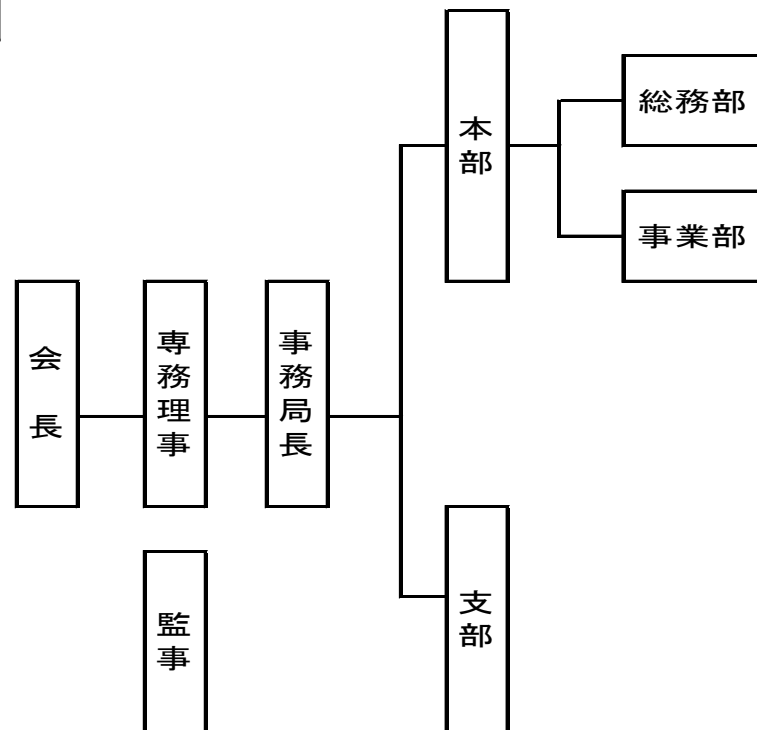 会長
専務理事
事務局長
監事
本部
支部
総務部
事業部